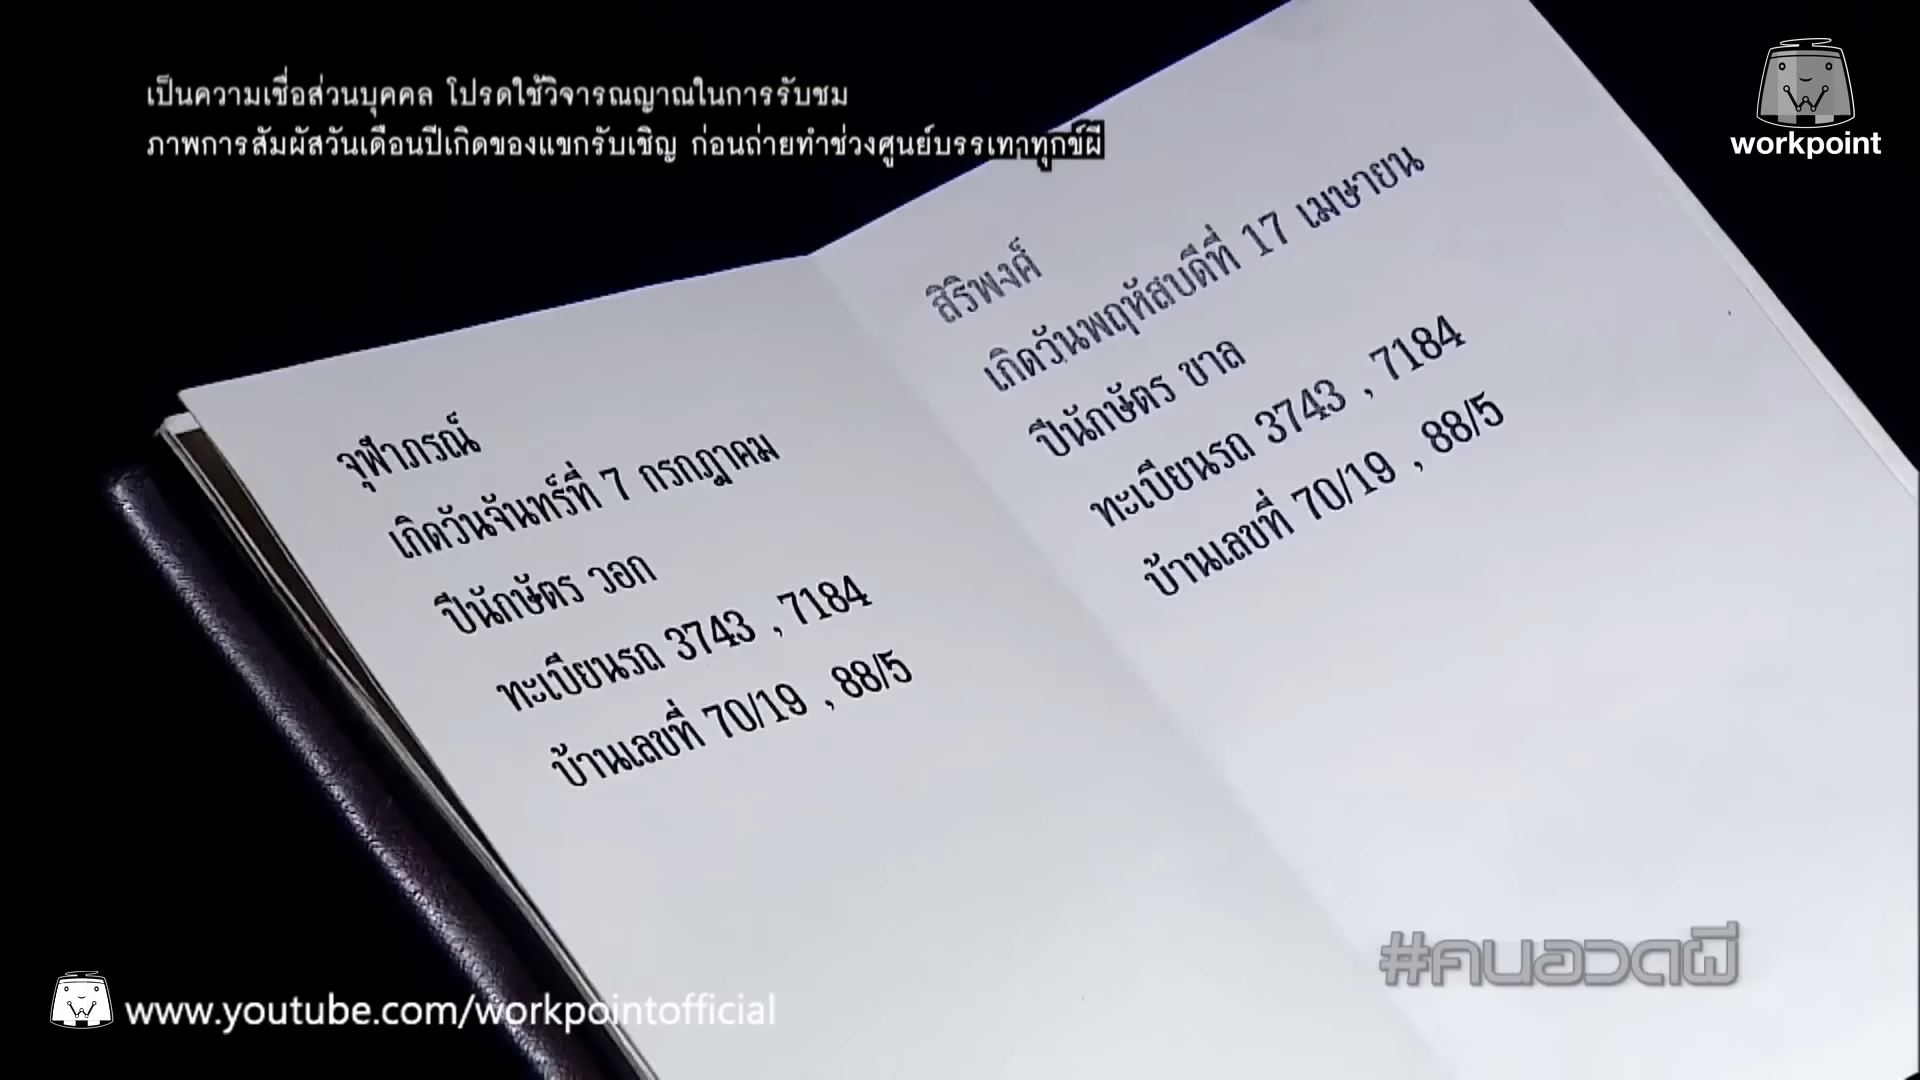 เป็นความเชื่อส่วนบุคคล โปรดใช้วิจารณญาณในการรับชม
ภาพการสัมผัสวันเดือนปีเกิดของแขกรับเชิญ ก่อนถ่ายทำช่วงศูนย์บรรเทาทุกข์ผี
workpoint
จุฬาภรณ์
เกิดวันจันทร์ที่ 7 กรกฎาคม
ปีนักษัตร วอก
ทะเบียนรถ 3743 , 7184
บ้านเลขที่ 70/19 , 88/5
สิริพงศ์
เกิดวันพฤหัสบดีที่ 17 เมษายน
ปีนักษัตร ขาล
ทะเบียนรถ 3743 , 7184
บ้านเลขที่ 70/19 , 88/5
#คนอวดผี
www.youtube.com/workpointofficial